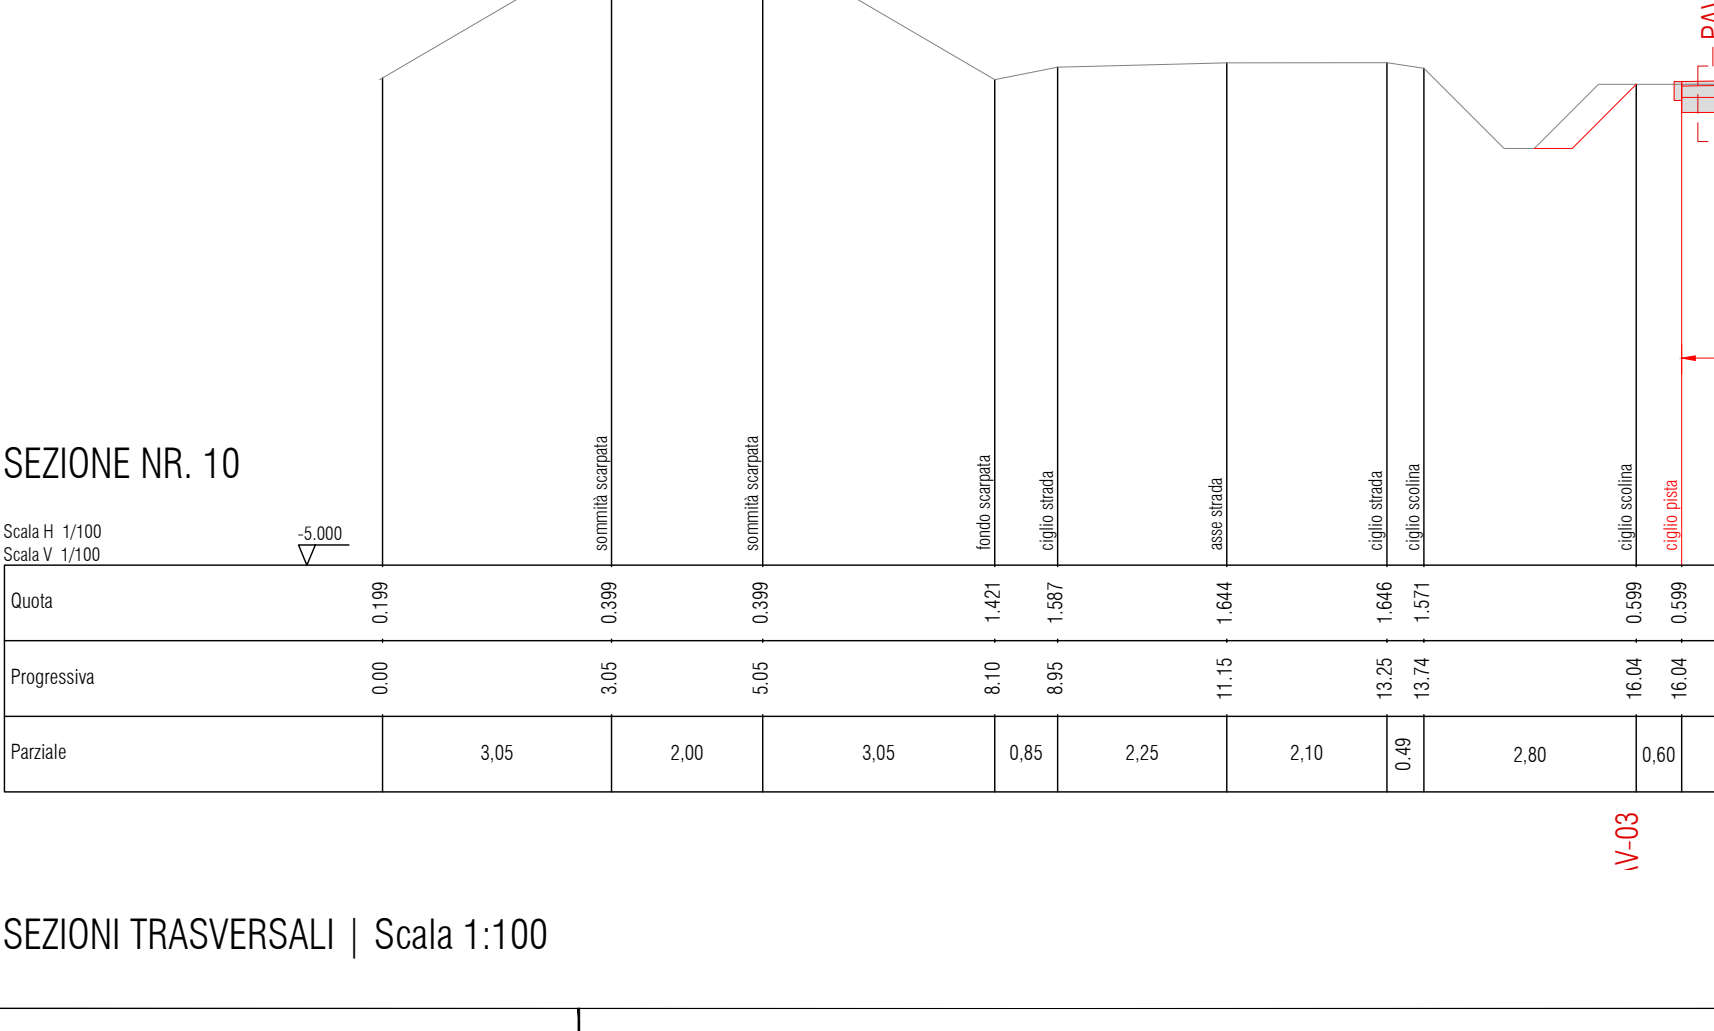 SEZIONE NR. 10
Scala H 1/100
Scala V 1/100
-5.000
sommità scarpata
sommità scarpata
fondo scarpata
ciglio strada
asse strada
ciglio strada
ciglio scolina
ciglio scolina
ciglio pista
Quota 0.199 0.399 0.399 1.421 1.587 1.644 1.646 1.571 0.599 0.599
Progressiva 0.00 3.05 5.05 8.10 8.95 11.15 13.25 13.74 16.04 16.04
Parziale 3,05 2,00 3,05 0,85 2,25 2,10 0.49 2,80 0,60
V-03
SEZIONI TRASVERSALI | Scala 1:100